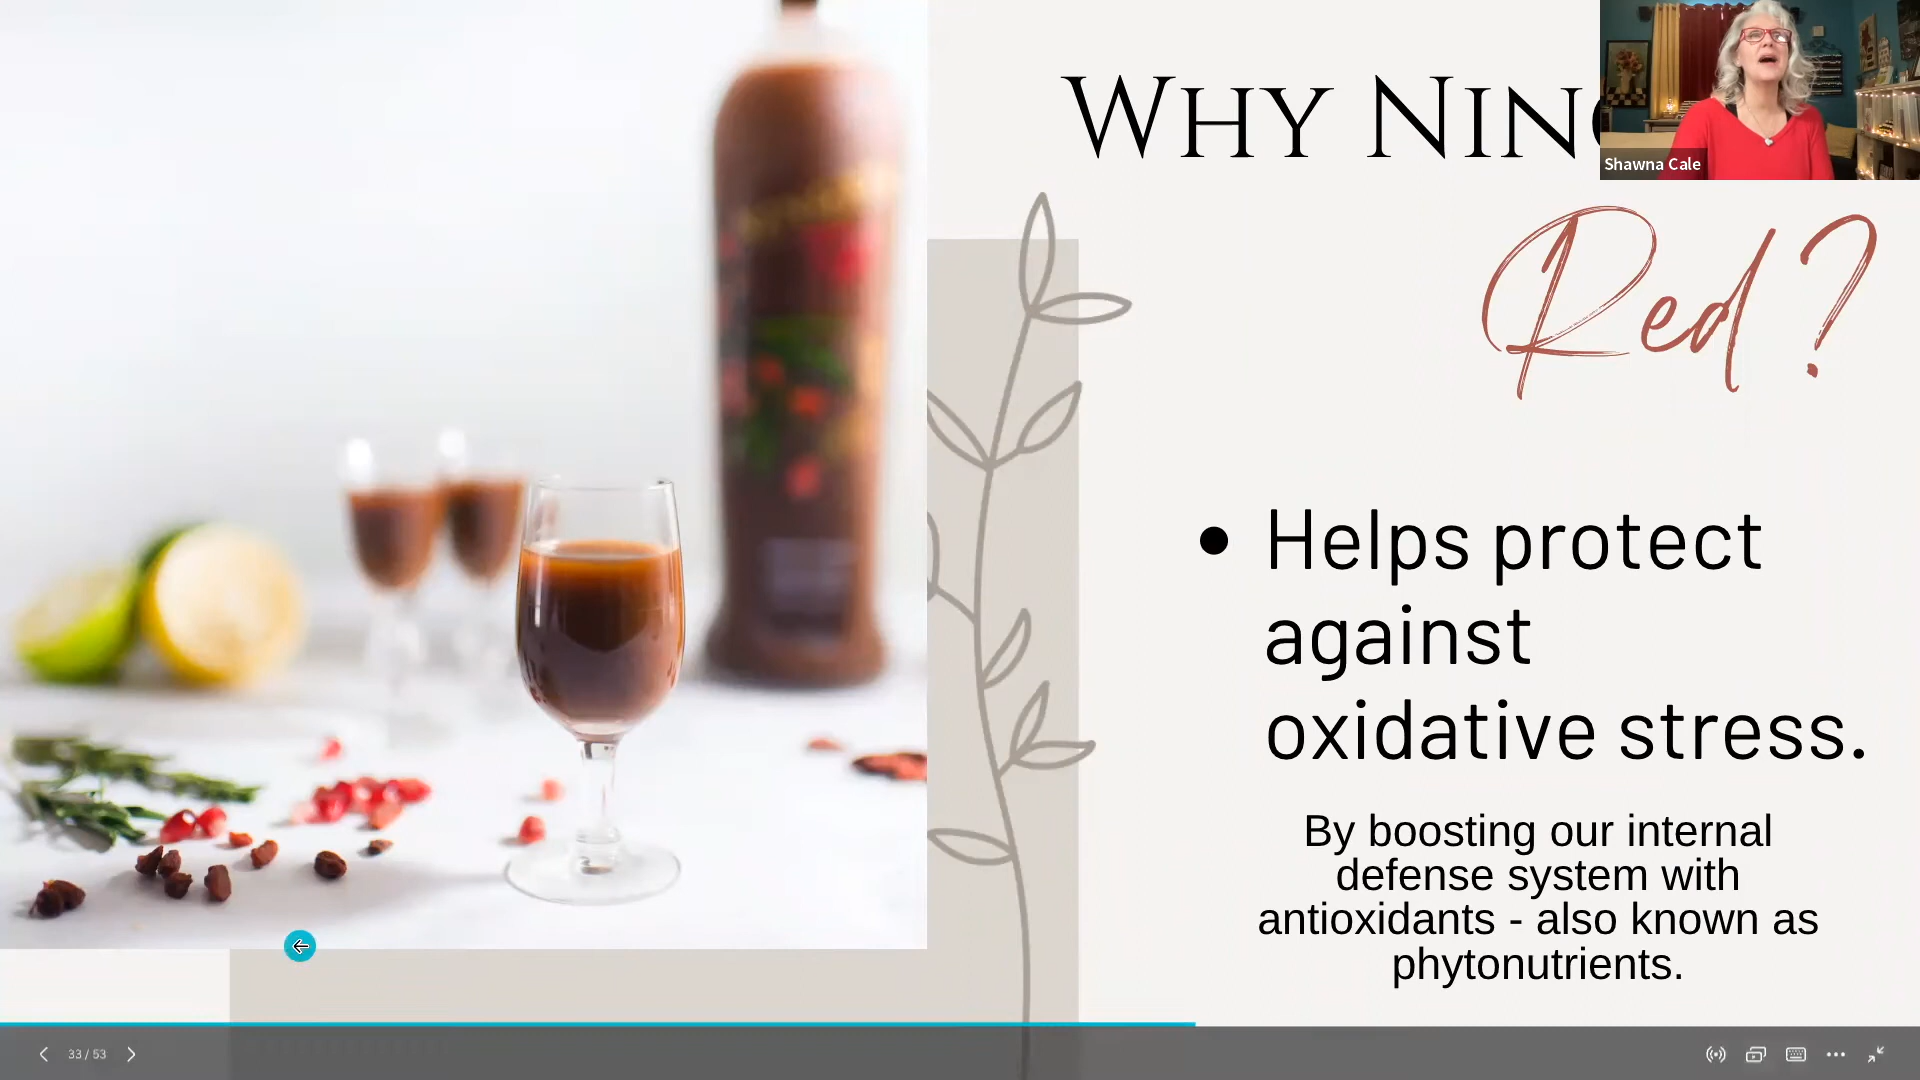 WHY NIN
Shawna Cale
Red ?
• Helps protect
against
oxidative stress.
By boosting our internal
defense system with
antioxidants - also known as
phytonutrients.
33 / 53